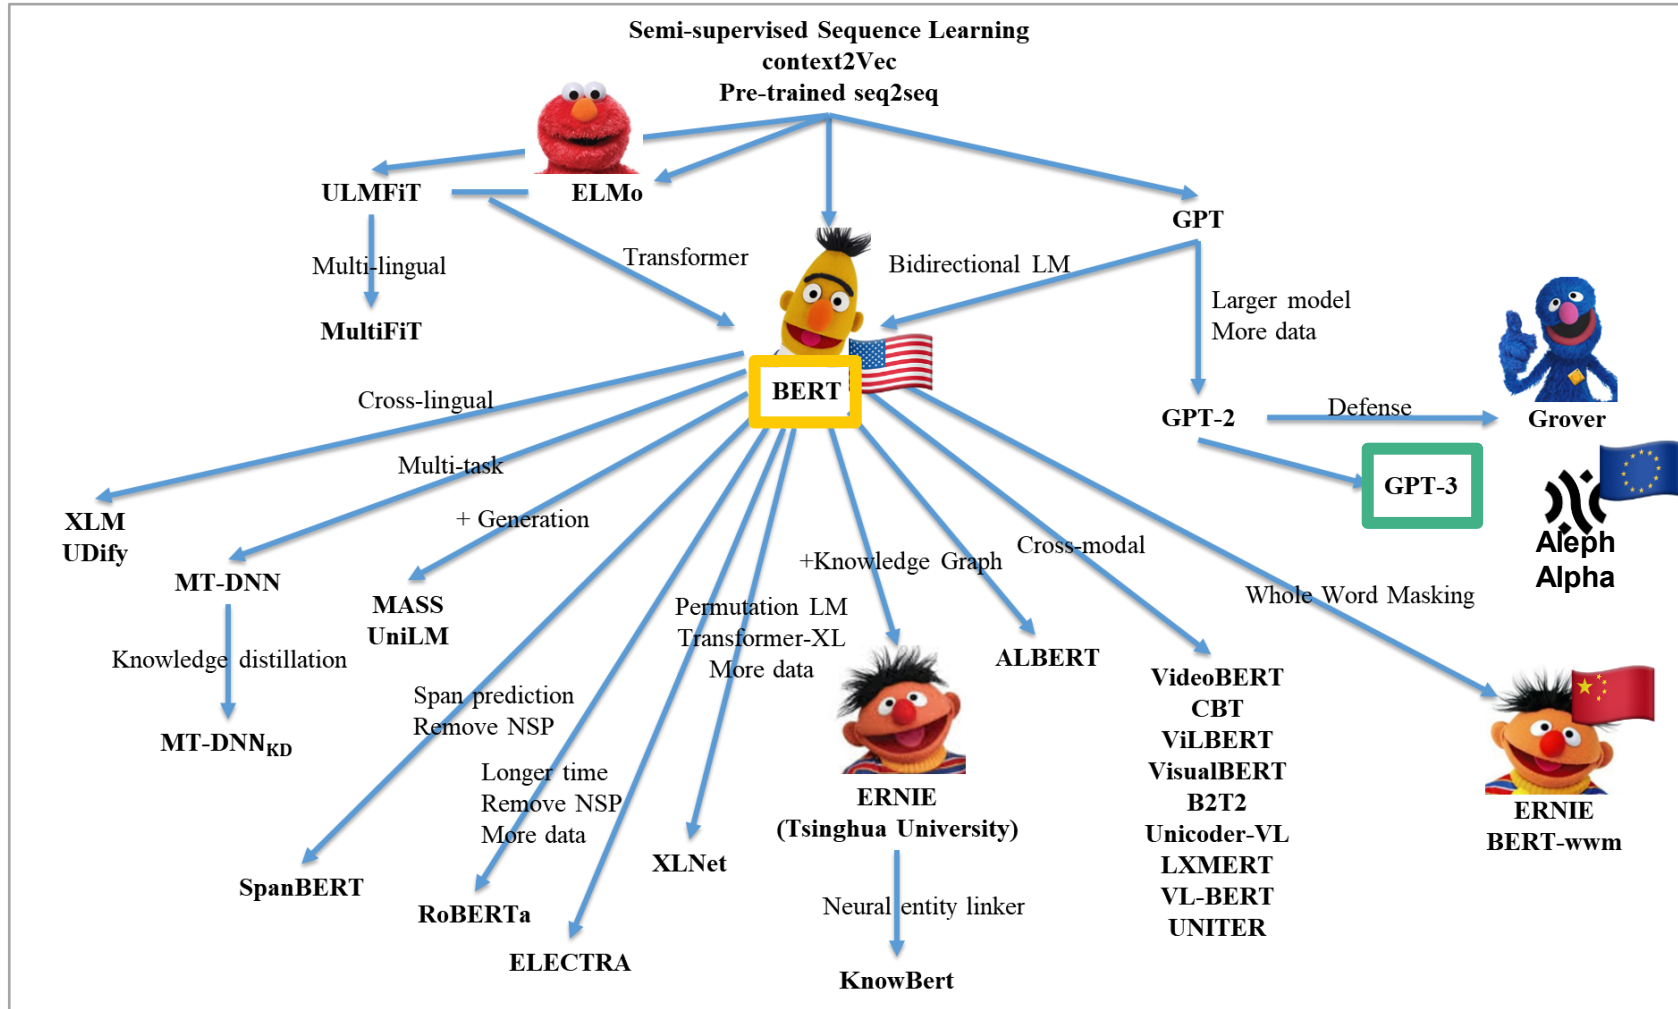 Semi-supervised Sequence Learning
context2Vec
Pre-trained seq2seq
ULMFiT
ELMo
GPT
Multi-lingual
Transformer
Bidirectional LM
Larger model
More data
MultiFiT
BERT
Cross-lingual
GPT-2
Defense
Grover
Multi-task
GPT-3
XLM
UDify
+ Generation
Cross-modal
Aleph
Alpha
MT-DNN
+Knowledge Graph
Whole Word Masking
MASS
UniLM
Permutation LM
Transformer-XL
More data
Knowledge distillation
ALBERT
Span prediction
Remove NSP
VideoBERT
CBT
ViLBERT
VisualBERT
B2T2
Unicoder-VL
LXMERT
VL-BERT
UNITER
MT-DNNKD
Longer time
Remove NSP
More data
ERNIE
(Tsinghua University)
ERNIE
BERT-wwm
XLNet
SpanBERT
RoBERTa
Neural entity linker
ELECTRA
KnowBert